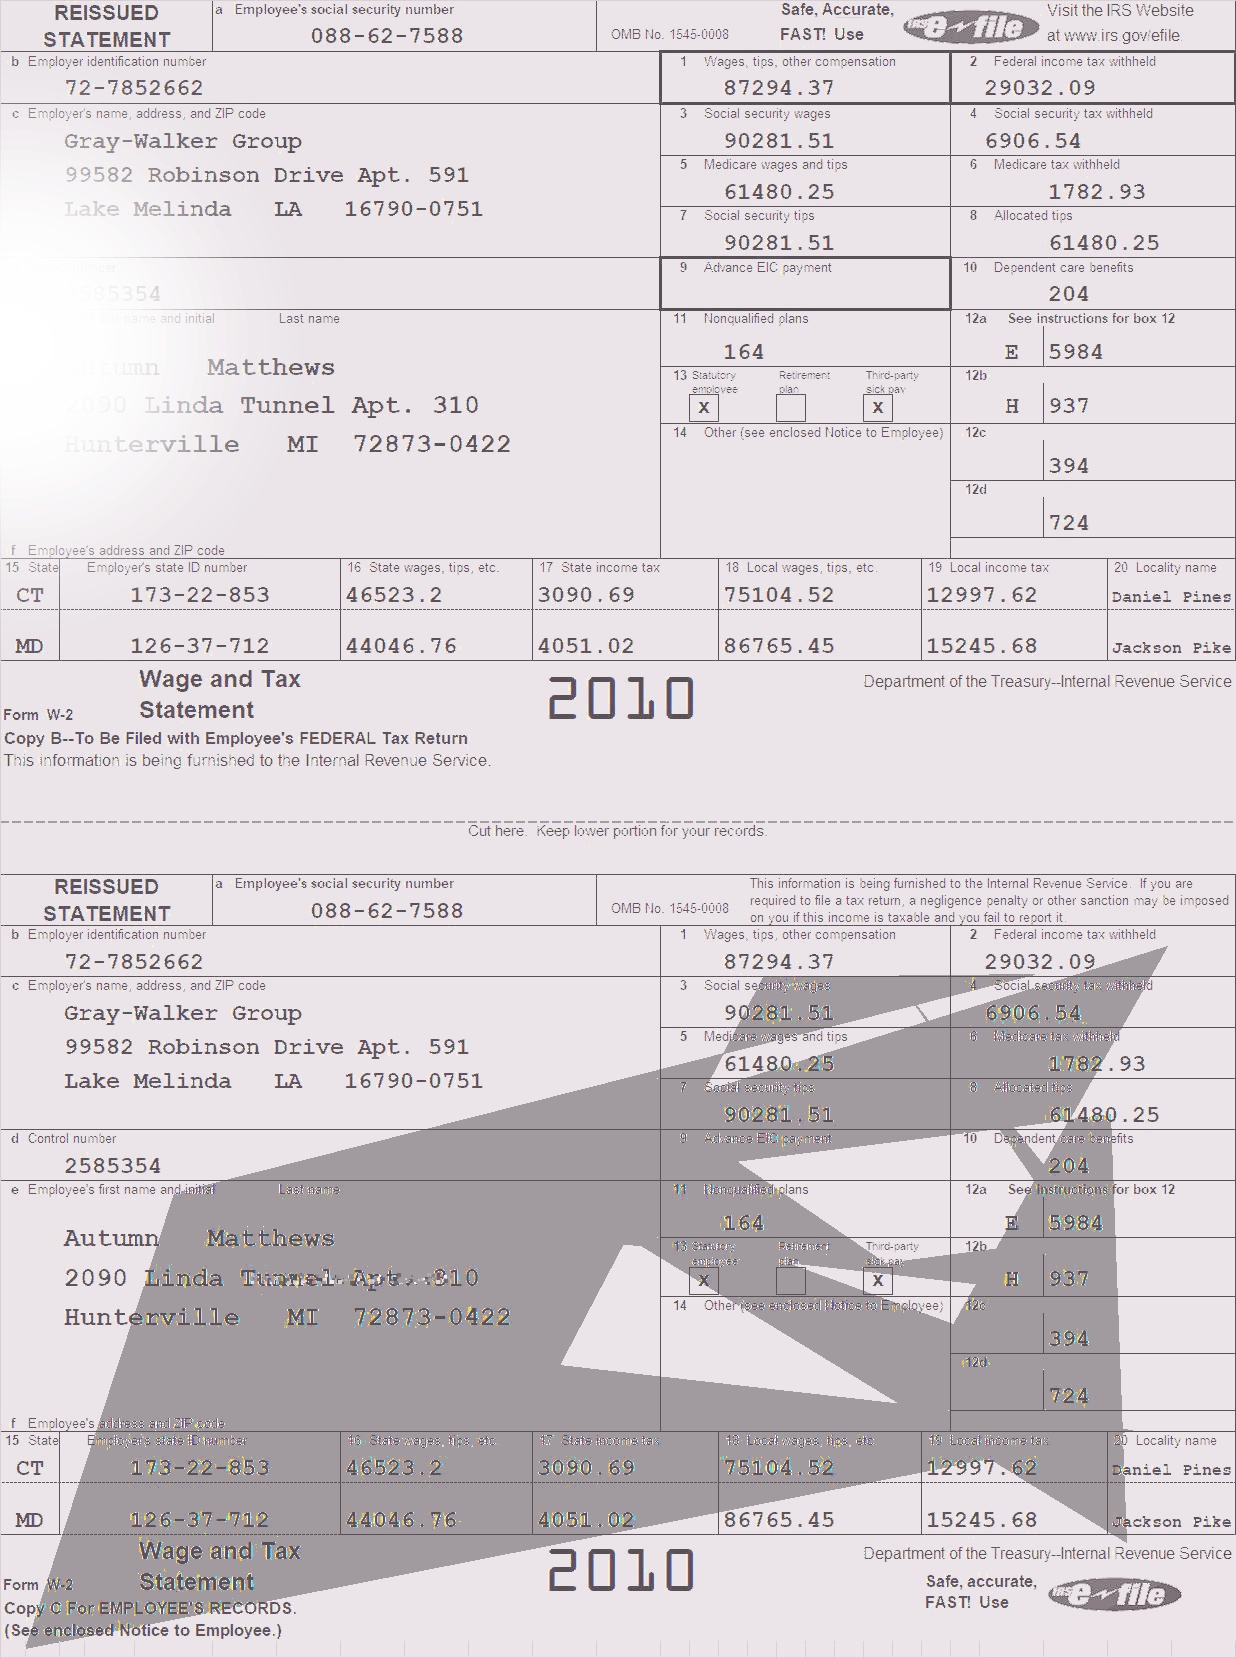 REISSUED STATEMENT
a Employee's social security number
088-62-7588
OMB No. 1545-0008
Safe, Accurate, FAST! Use
IRS e-file
Visit the IRS Website at www.irs.gov/efile.
b Employer identification number
72-7852662
1 Wages, tips, other compensation
87294.37
2 Federal income tax withheld
29032.09
c Employer's name, address, and ZIP code
Gray-Walker Group
99582 Robinson Drive Apt. 591
Lake Melinda LA 16790-0751
3 Social security wages
90281.51
4 Social security tax withheld
6906.54
5 Medicare wages and tips
61480.25
6 Medicare tax withheld
1782.93
7 Social security tips
90281.51
8 Allocated tips
61480.25
585354
9 Advance EIC payment
10 Dependent care benefits
204
name and initial Last name
Autumn Matthews
2090 Linda Tunnel Apt. 310
Hunterville MI 72873-0422
f Employee's address and ZIP code
11 Nonqualified plans
164
12a See instructions for box 12
E 5984
13 Statutory employee
X
Retirement plan
Third-party sick pay
X
12b
H 937
14 Other (see enclosed Notice to Employee)
12c
394
12d
724
15 State Employer's state ID number 16 State wages, tips, etc. 17 State income tax 18 Local wages, tips, etc. 19 Local income tax 20 Locality name
CT 173-22-853 46523.2 3090.69 75104.52 12997.62 Daniel Pines
MD 126-37-712 44046.76 4051.02 86765.45 15245.68 Jackson Pike
Form W-2 Wage and Tax Statement
2010
Department of the Treasury--Internal Revenue Service
Copy B--To Be Filed with Employee's FEDERAL Tax Return
This information is being furnished to the Internal Revenue Service.
Cut here. Keep lower portion for your records.
REISSUED STATEMENT
a Employee's social security number
088-62-7588
OMB No. 1545-0008
This information is being furnished to the Internal Revenue Service. If you are
required to file a tax return, a negligence penalty or other sanction may be imposed
on you if this income is taxable and you fail to report it.
b Employer identification number
72-7852662
1 Wages, tips, other compensation
87294.37
2 Federal income tax withheld
29032.09
c Employer's name, address, and ZIP code
Gray-Walker Group
99582 Robinson Drive Apt. 591
Lake Melinda LA 16790-0751
3 Social security wages
90281.51
4 Social security tax withheld
6906.54
5 Medicare wages and tips
61480.25
6 Medicare tax withheld
1782.93
7 Social security tips
90281.51
8 Allocated tips
61480.25
d Control number
2585354
9 Advance EIC payment
10 Dependent care benefits
204
e Employee's first name and initial Last name
Autumn Matthews
2090 Linda Tunnel Apt. 310
Hunterville MI 72873-0422
f Employee's address and ZIP code
11 Nonqualified plans
164
12a See instructions for box 12
E 5984
13 Statutory employee
X
Retirement plan
Third-party sick pay
X
12b
H 937
14 Other (see enclosed Notice to Employee)
12c
394
12d
724
15 State Employer's state ID number 16 State wages, tips, etc. 17 State income tax 18 Local wages, tips, etc. 19 Local income tax 20 Locality name
CT 173-22-853 46523.2 3090.69 75104.52 12997.62 Daniel Pines
MD 126-37-712 44046.76 4051.02 86765.45 15245.68 Jackson Pike
Form W-2 Wage and Tax Statement
2010
Department of the Treasury--Internal Revenue Service
Safe, accurate, FAST! Use
IRS e-file
Copy C For EMPLOYEE'S RECORDS.
(See enclosed Notice to Employee.)